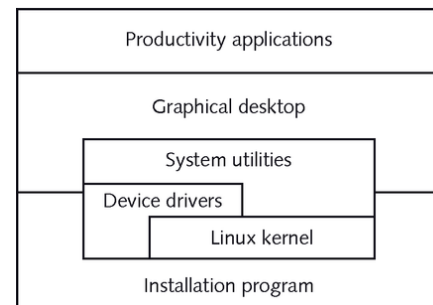 Productivity applications
Graphical desktop
System utilities
Device drivers
Linux kernel
Installation program